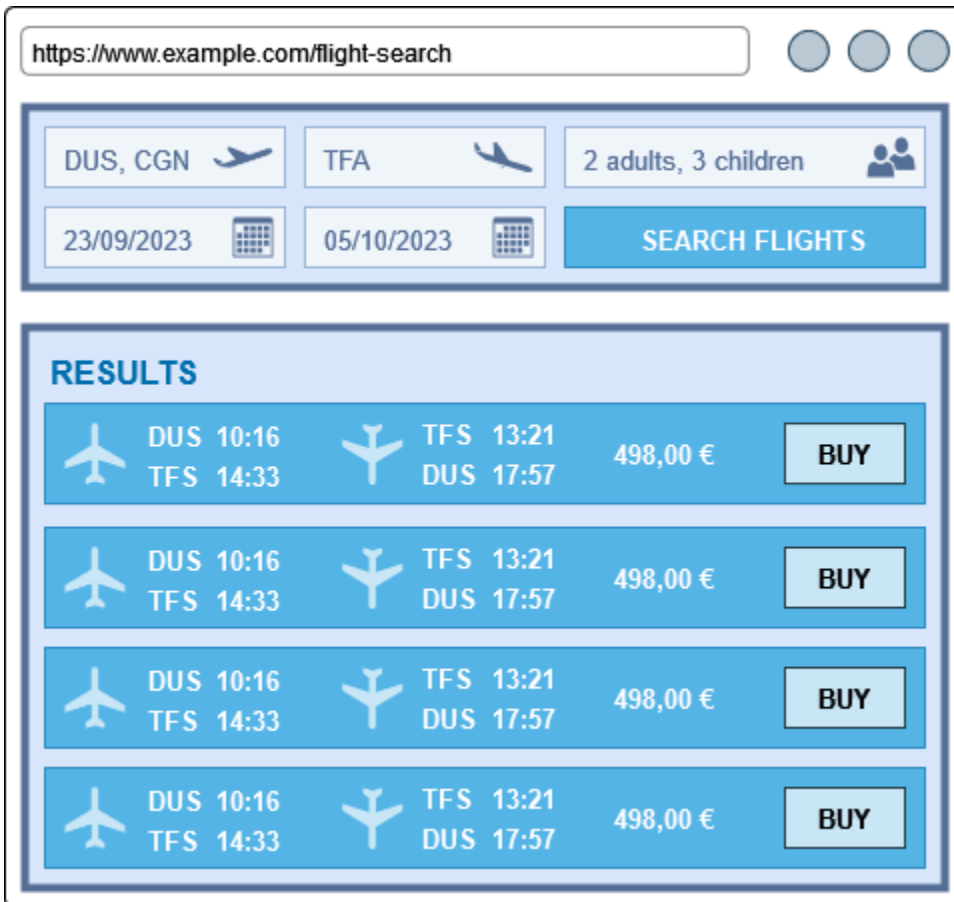 https://www.example.com/flight-search
DUS, CGN
TFA
2 adults, 3 children
23/09/2023
05/10/2023
SEARCH FLIGHTS
RESULTS
DUS 10:16
TFS 14:33
TFS 13:21
DUS 17:57
498,00 €
BUY
DUS 10:16
TFS 14:33
TFS 13:21
DUS 17:57
498,00 €
BUY
DUS 10:16
TFS 14:33
TFS 13:21
DUS 17:57
498,00 €
BUY
DUS 10:16
TFS 14:33
TFS 13:21
DUS 17:57
498,00 €
BUY